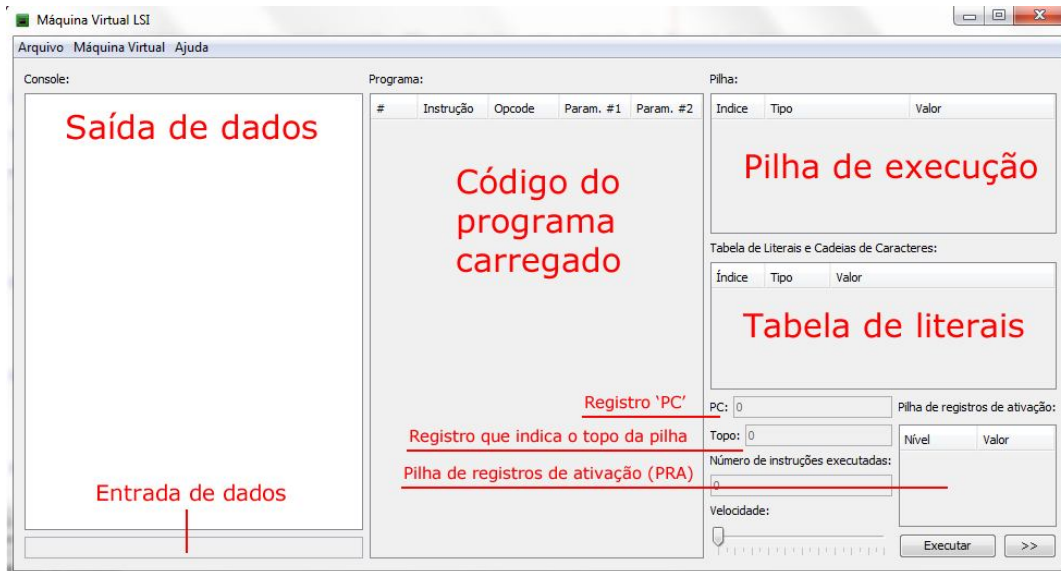 Máquina Virtual LSI
Arquivo Máquina Virtual Ajuda
Console:
Saída de dados
Entrada de dados
Programa:
# Instrução Opcode Param. #1 Param. #2
Código do
programa
carregado
Registro ‘PC’
Registro que indica o topo da pilha
Pilha de registros de ativação (PRA)
Pilha:
Indice Tipo Valor
Pilha de execução
Tabela de Literais e Cadeias de Caracteres:
Índice Tipo Valor
Tabela de literais
PC: 0
Topo: 0
Número de instruções executadas:
0
Velocidade:
Pilha de registros de ativação:
Nível Valor
Executar >>